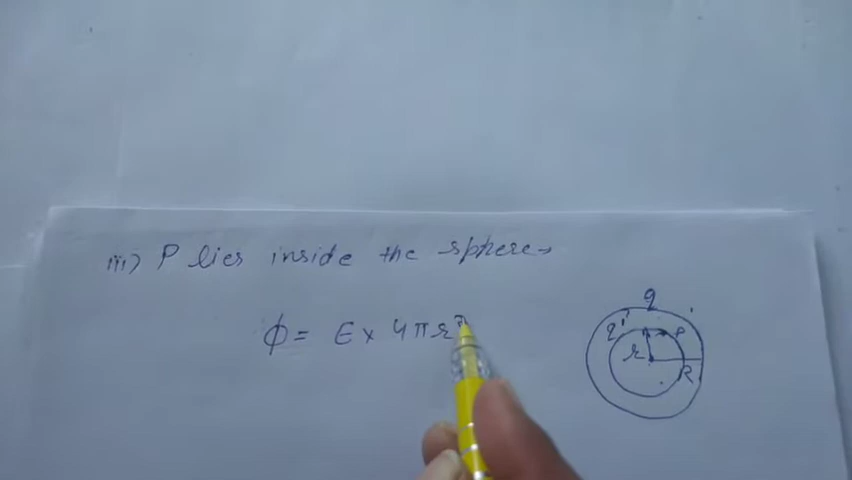 iii) P lies inside the sphere →
ϕ = E × 4πr²
q
q' P
r
R